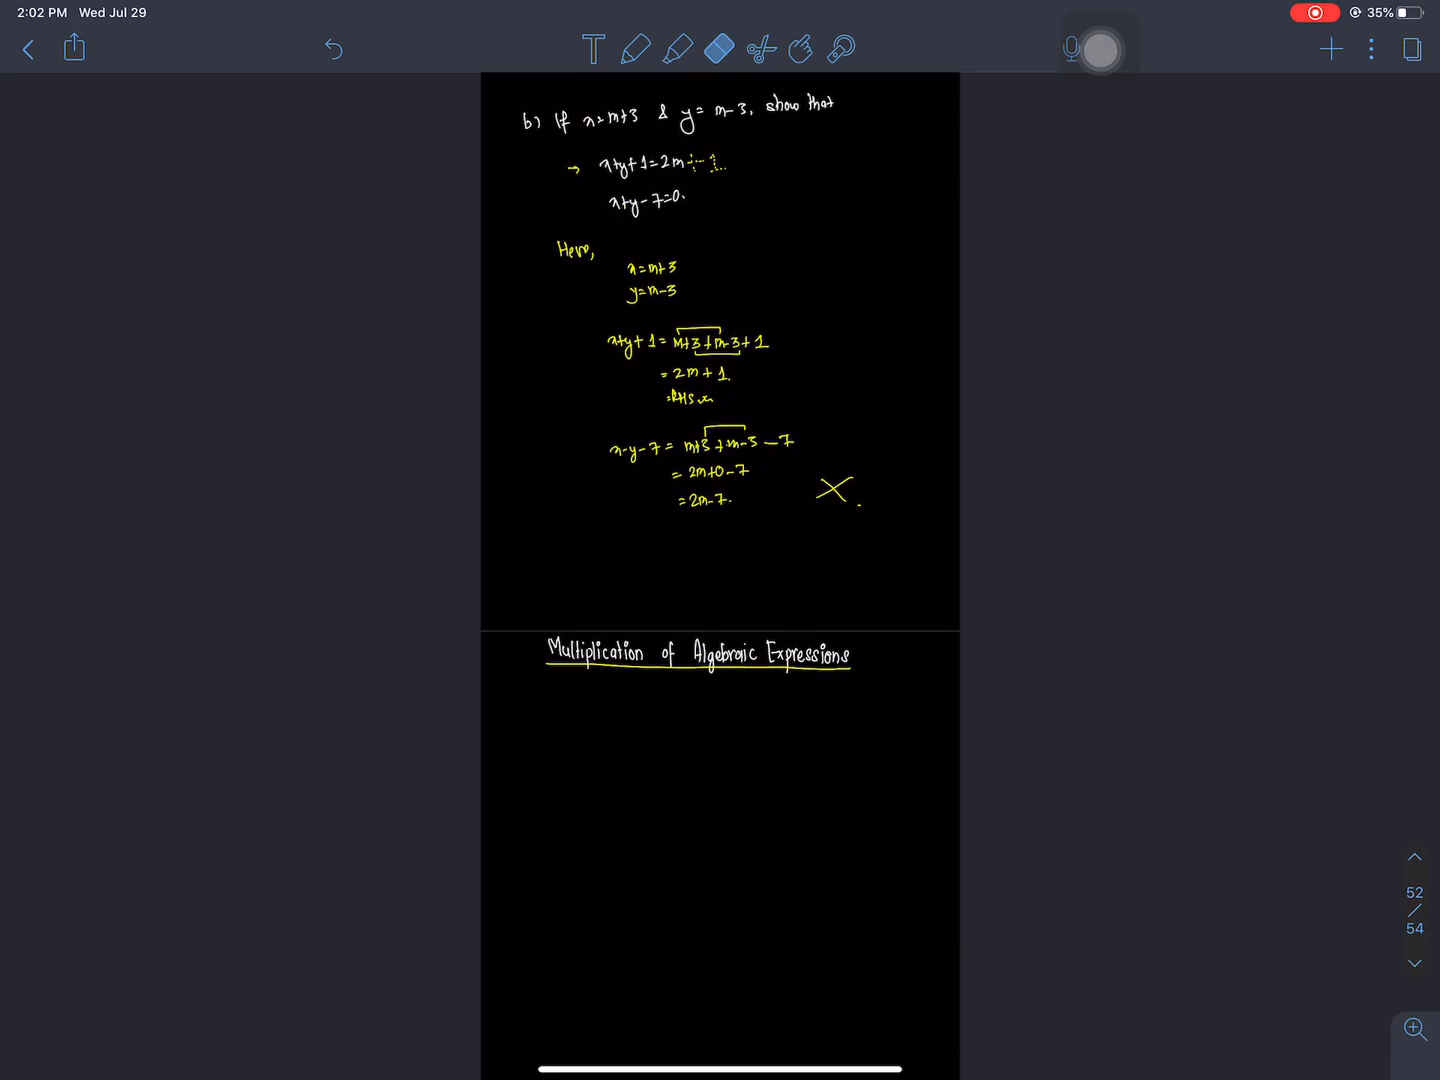 2:02 PM Wed Jul 29
35%
b) If x=m+3 & y=m-3, show that
→ x+y+1=2m+1.
x+y-7=0.
Here,
x=m+3
y=m-3
x+y+1=m+3+m-3+1
=2m+1.
=RHS
x-y-7=m+3+m-3-7
=2m+0-7
=2m-7.
Multiplication of Algebraic Expressions
52
/
54